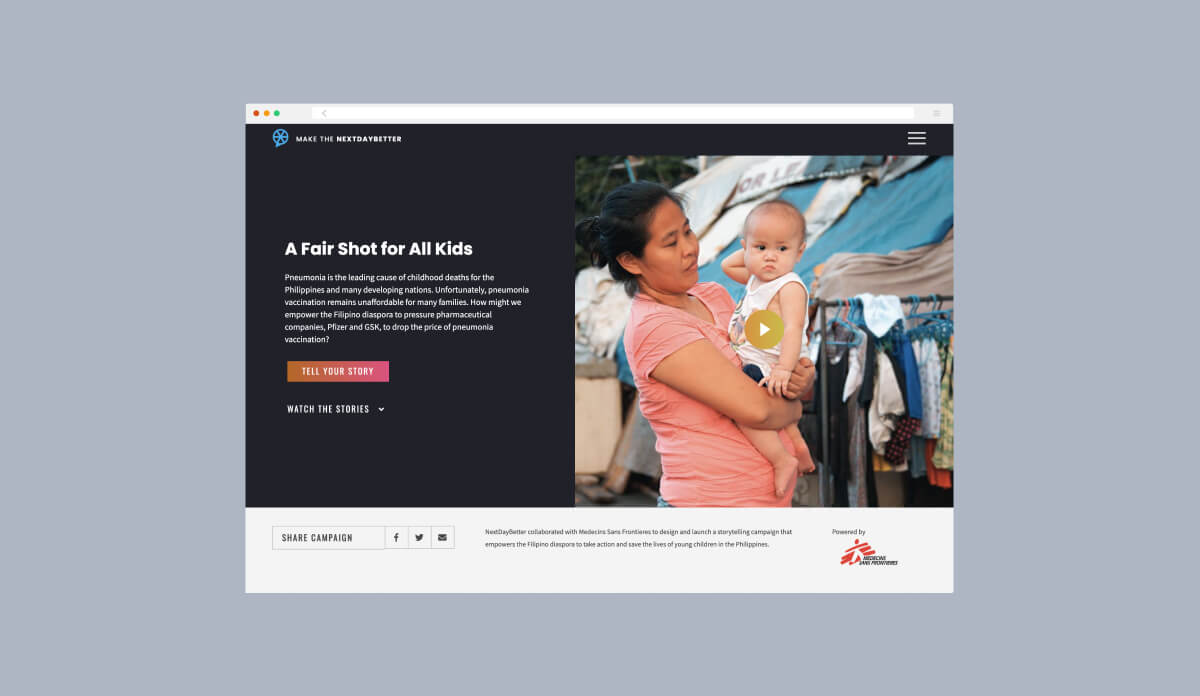 MAKE THE NEXTDAYBETTER
OR LE
A Fair Shot for All Kids
Pneumonia is the leading cause of childhood deaths for the
Philippines and many developing nations. Unfortunately, pneumonia
vaccination remains unaffordable for many families. How might we
empower the Filipino diaspora to pressure pharmaceutical
companies, Pfizer and GSK, to drop the price of pneumonia
vaccination?
TELL YOUR STORY
WATCH THE STORIES
SHARE CAMPAIGN
NextDayBetter collaborated with Medecins Sans Frontieres to design and launch a storytelling campaign that
empowers the Filipino diaspora to take action and save the lives of young children in the Philippines.
Powered by
MEDECINS
SANS FRONTIERES